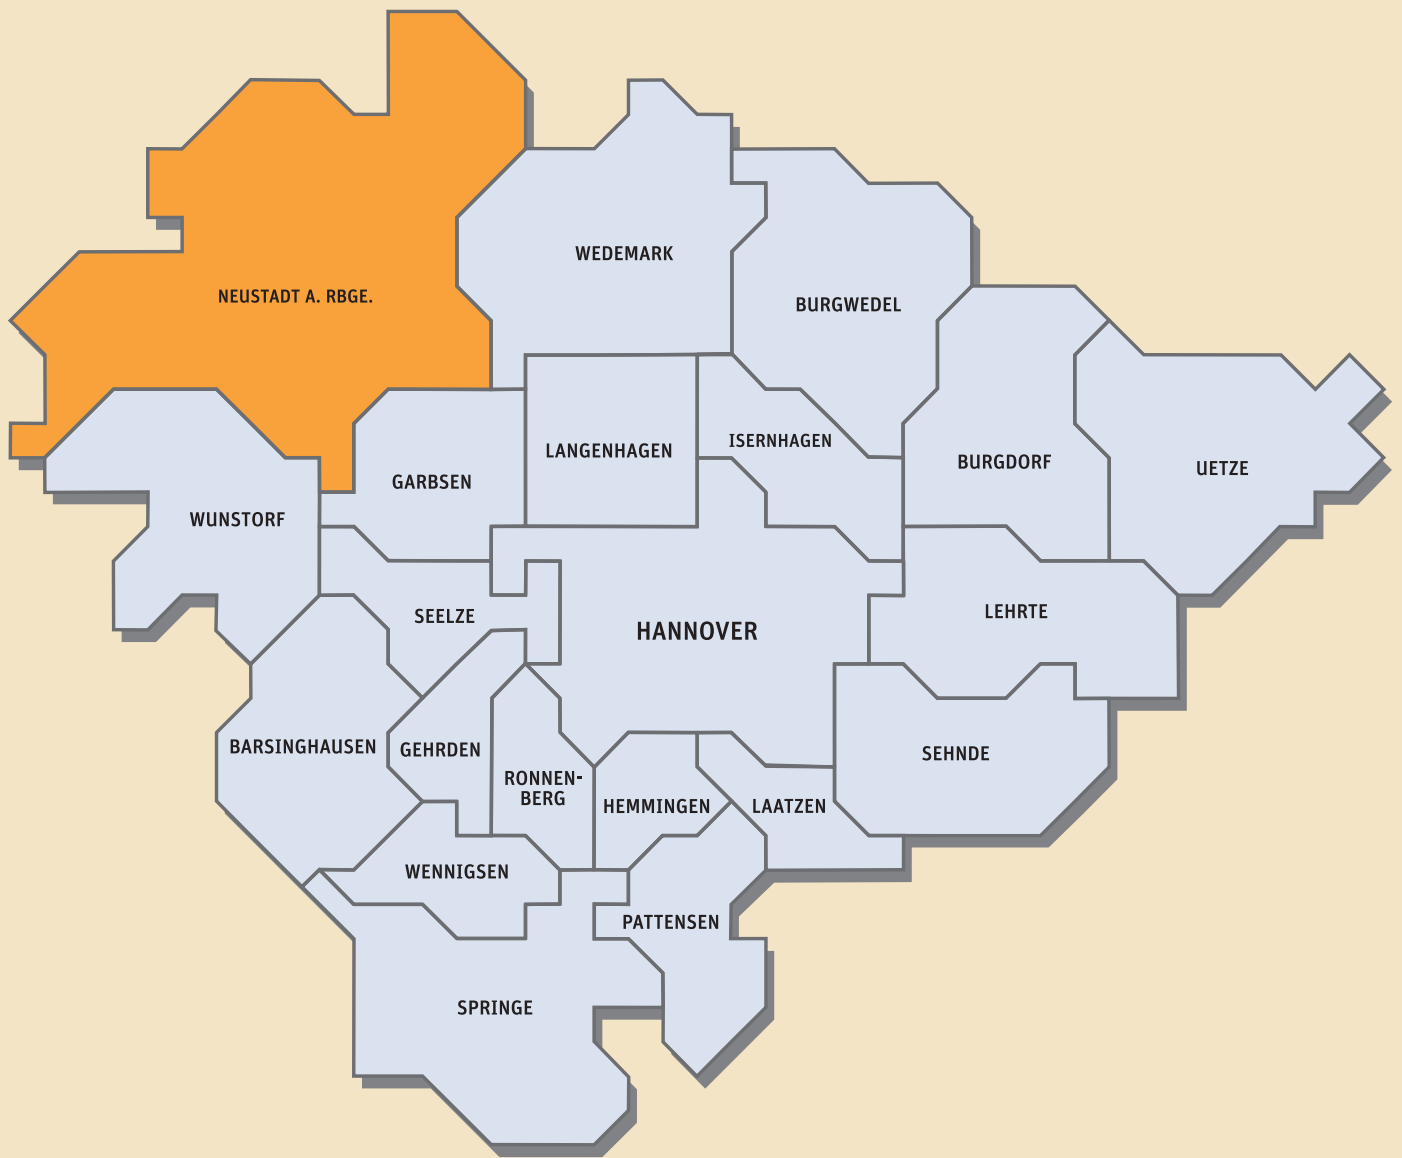 WEDEMARK
NEUSTADT A. RBGE.
BURGWEDEL
ISERNHAGEN
LANGENHAGEN
BURGDORF
UETZE
GARBSEN
WUNSTORF
LEHRTE
SEELZE
HANNOVER
BARSINGHAUSEN
GEHRDEN
SEHNDE
RONNEN-
BERG
HEMMINGEN
LAATZEN
WENNIGSEN
PATTENSEN
SPRINGE